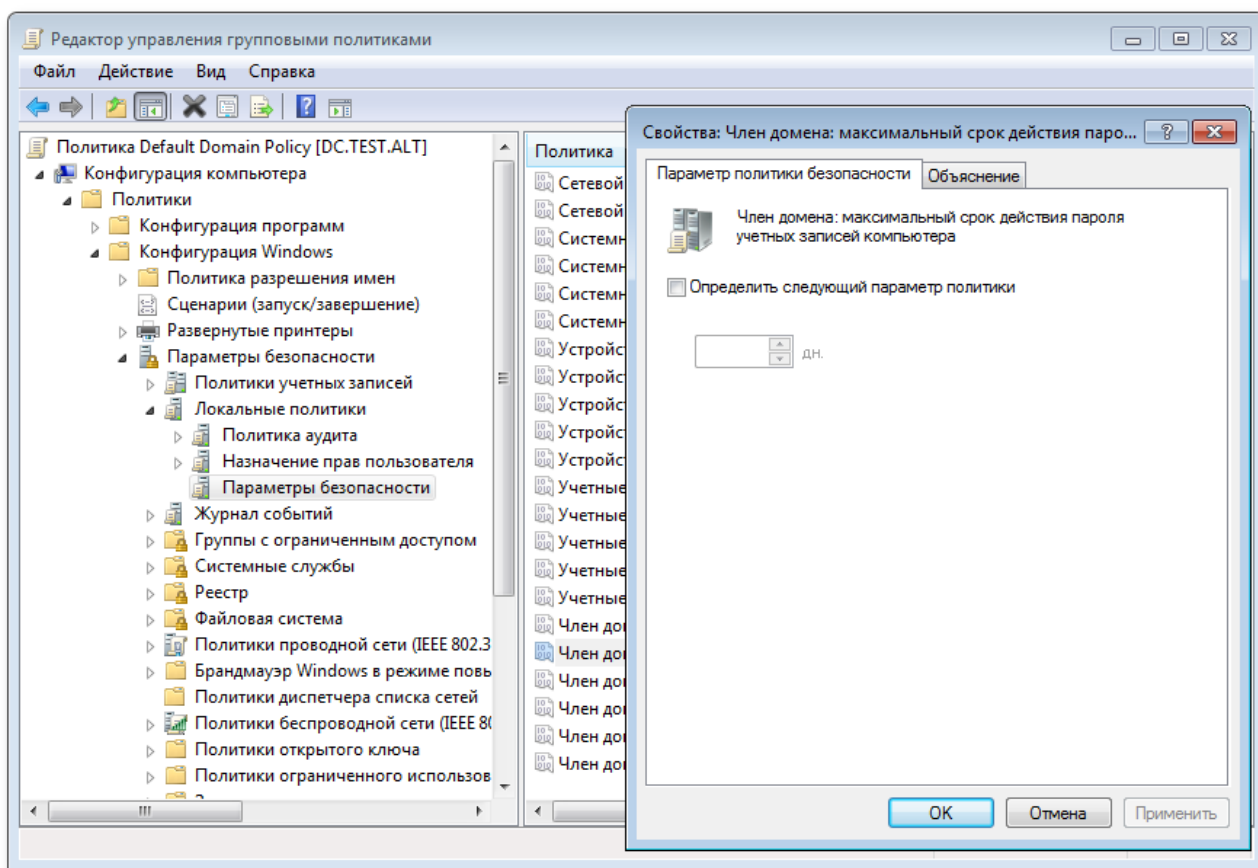 Редактор управления групповыми политиками
Файл Действие Вид Справка
Политика Default Domain Policy [DC.TEST.ALT]
Конфигурация компьютера
Политики
Конфигурация программ
Конфигурация Windows
Политика разрешения имен
Сценарии (запуск/завершение)
Развернутые принтеры
Параметры безопасности
Политики учетных записей
Локальные политики
Политика аудита
Назначение прав пользователя
Параметры безопасности
Журнал событий
Группы с ограниченным доступом
Системные службы
Реестр
Файловая система
Политики проводной сети (IEEE 802.3
Брандмауэр Windows в режиме повы
Политики диспетчера списка сетей
Политики беспроводной сети (IEEE 80
Политики открытого ключа
Политики ограниченного использов
Политика
Сетевой
Сетевой
Системн
Системн
Системн
Системн
Устройс
Устройс
Устройс
Устройс
Устройс
Учетные
Учетные
Учетные
Учетные
Учетные
Член до
Член до
Член до
Член до
Член до
Член до
Свойства: Член домена: максимальный срок действия паро...
Параметр политики безопасности Объяснение
Член домена: максимальный срок действия пароля
учетных записей компьютера
Определить следующий параметр политики
дн.
OK Отмена Применить